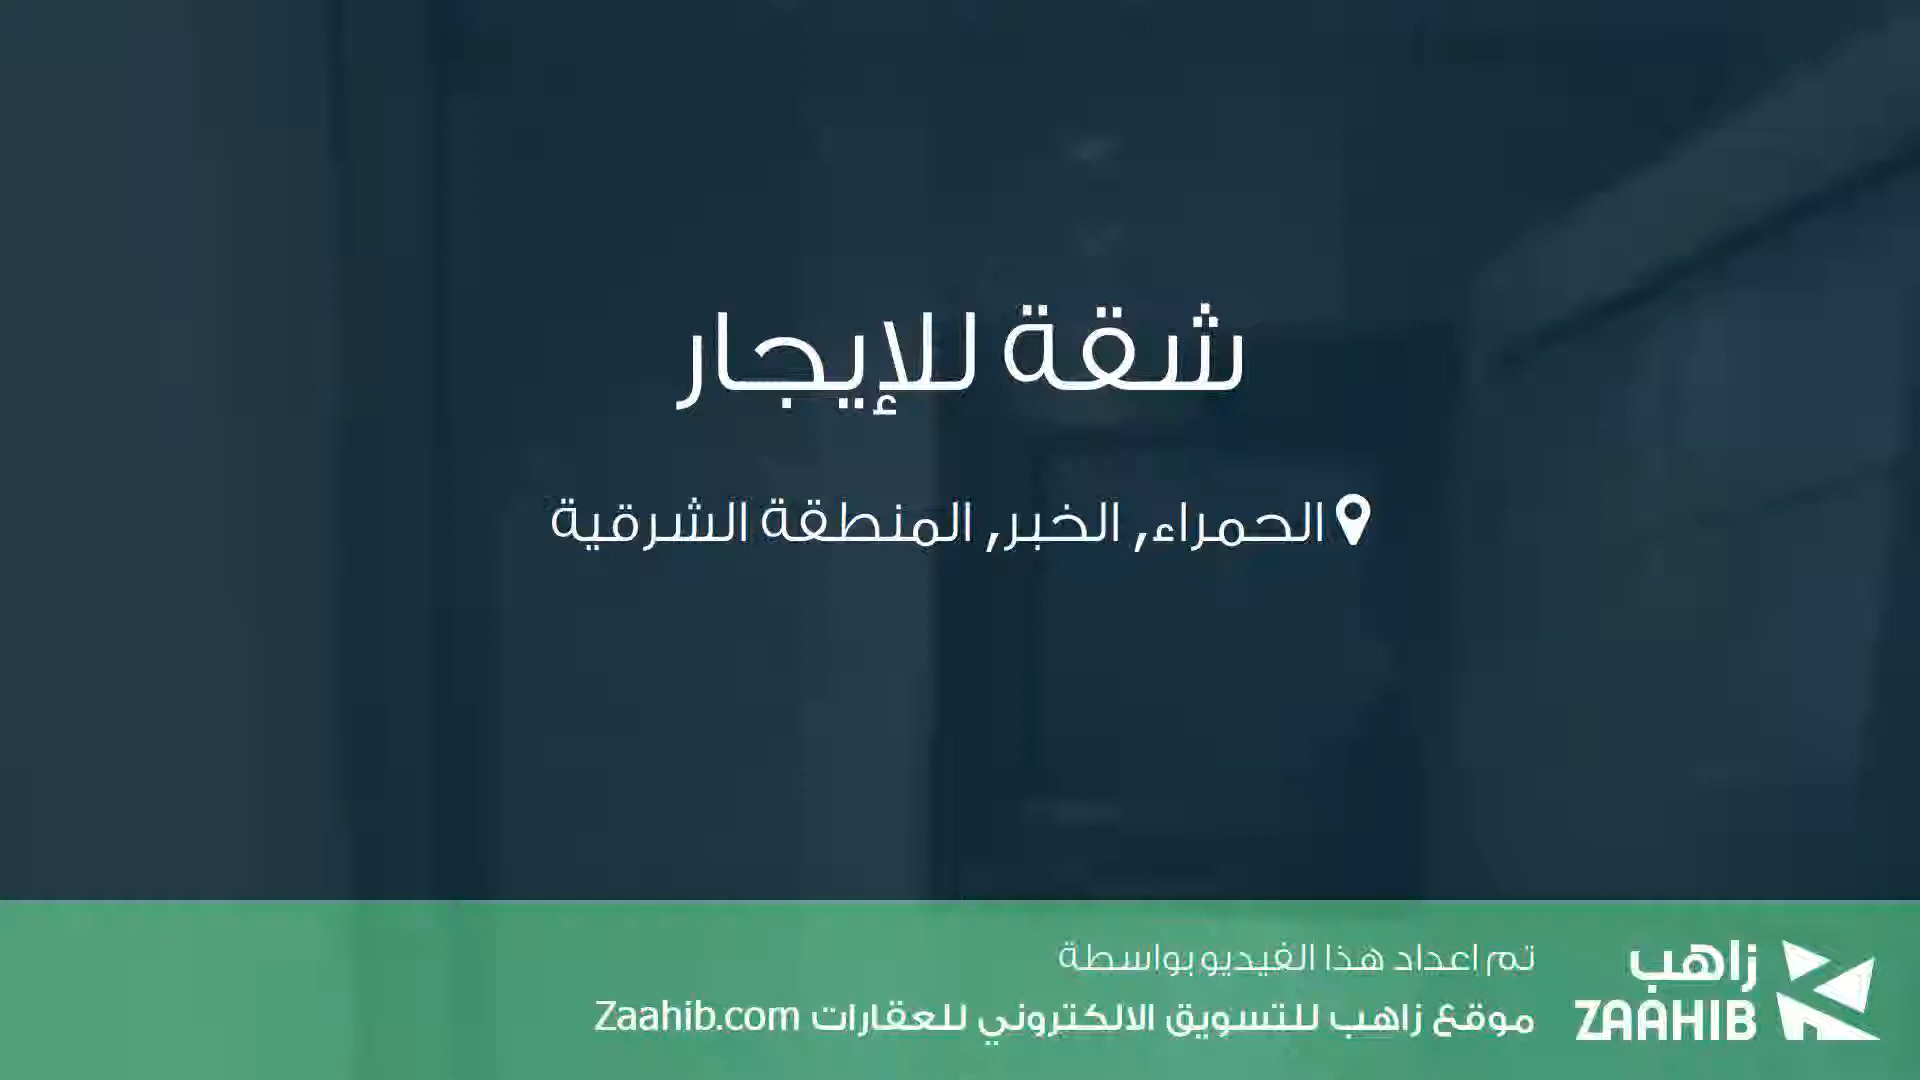 شقة للإيجار
الحمراء, الخبر, المنطقة الشرقية
تم اعداد هذا الفيديو بواسطة
موقع زاهب للتسويق الالكتروني للعقارات Zaahib.com
زاهب
ZAAHIB